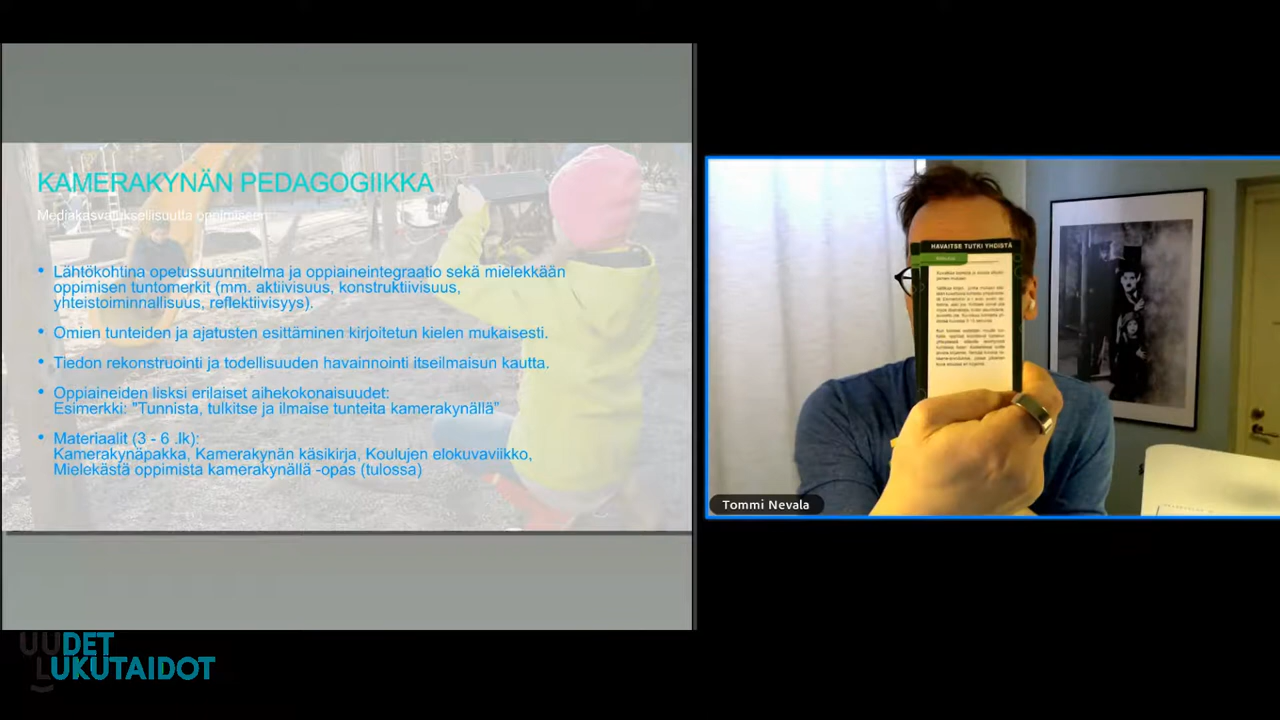 KAMERAKYNÄN PEDAGOGIIKKA
Mediakasvatuksellisuutta oppimiseen
• Lähtökohtina opetussuunnitelma ja oppiaineintegraatio sekä mielekkään
oppimisen tuntomerkit (mm. aktiivisuus, konstruktiivisuus,
yhteistoiminnallisuus, reflektiivisyys).
• Omien tunteiden ja ajatusten esittäminen kirjoitetun kielen mukaisesti.
• Tiedon rekonstruointi ja todellisuuden havainnointi itseilmaisun kautta.
• Oppiaineiden lisksi erilaiset aihekokonaisuudet:
Esimerkki: "Tunnista, tulkitse ja ilmaise tunteita kamerakynällä"
• Materiaalit (3 - 6 .lk):
Kamerakynäpakka, Kamerakynän käsikirja, Koulujen elokuvaviikko,
Mielekästä oppimista kamerakynällä -opas (tulossa)
HAVAITSE TUTKI YHDISTÄ
Tommi Nevala
UUDET
LUKUTAIDOT